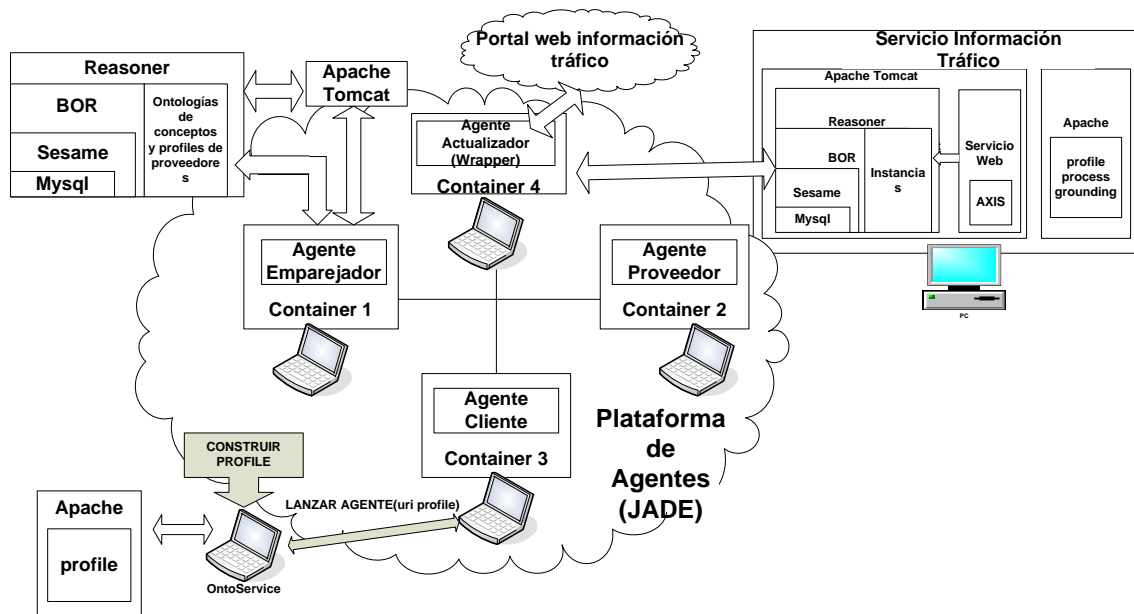 Portal web información
tráfico
Servicio Información
Tráfico
Reasoner
BOR
Sesame
Mysql
Ontologías
de
conceptos
y profiles de
proveedore
s
Apache
Tomcat
Agente
Actualizador
(Wrapper)
Container 4
Apache Tomcat
Reasoner
BOR
Sesame
Mysql
Instancia
s
Servicio
Web
AXIS
Apache
profile
process
grounding
PC
Agente
Emparejador
Container 1
Agente
Proveedor
Container 2
Agente
Cliente
Container 3
Plataforma
de
Agentes
(JADE)
CONSTRUIR
PROFILE
LANZAR AGENTE(uri profile)
Apache
profile
OntoService